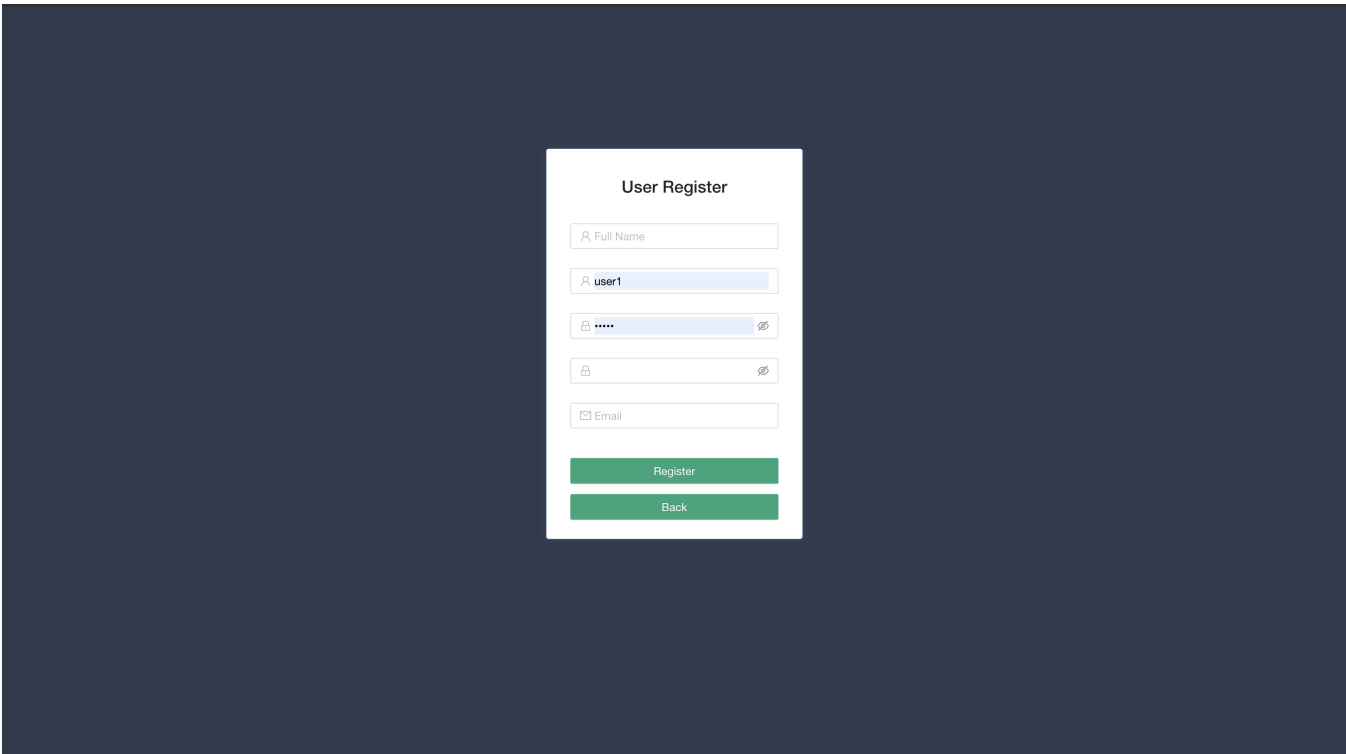 User Register
Full Name
user1
•••••
Email
Register
Back